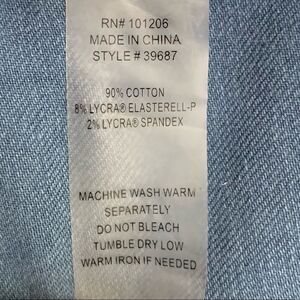 RN# 101206
MADE IN CHINA
STYLE # 39687
90% COTTON
8% LYCRA® ELASTERELL-P
2% LYCRA® SPANDEX
MACHINE WASH WARM
SEPARATELY
DO NOT BLEACH
TUMBLE DRY LOW
WARM IRON IF NEEDED